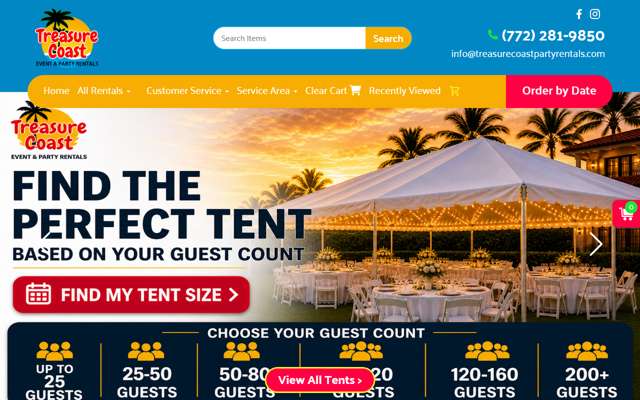 Treasure
Coast
EVENT & PARTY RENTALS
Search Items
Search
(772) 281-9850
info@treasurecoastpartyrentals.com
Home
All Rentals
Customer Service
Service Area
Clear Cart
Recently Viewed
Order by Date
Treasure
Coast
EVENT & PARTY RENTALS
FIND THE
PERFECT TENT
BASED ON YOUR GUEST COUNT
0
FIND MY TENT SIZE
CHOOSE YOUR GUEST COUNT
UP TO
25
GUESTS
25-50
GUESTS
50-80
GUESTS
20
GUESTS
120-160
GUESTS
200+
GUESTS
View All Tents >